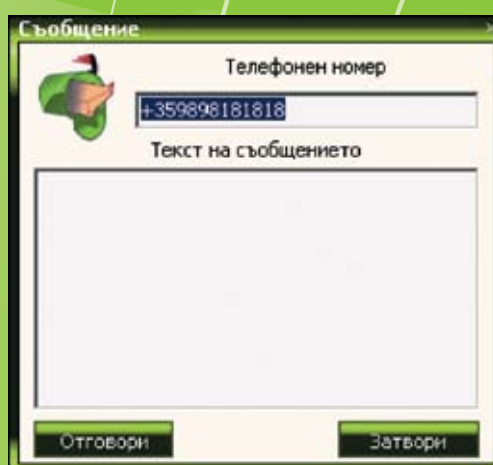 Съобщение
Телефонен номер
+359898181818
Текст на съобщението
Отговори
Затвори